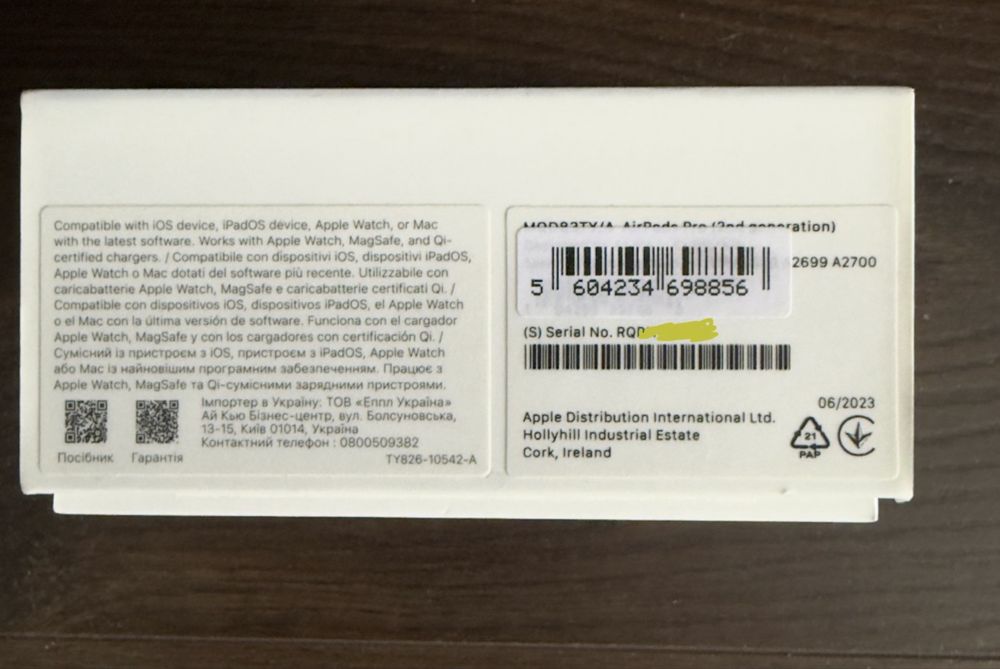 Compatible with iOS device, iPadOS device, Apple Watch, or Mac
with the latest software. Works with Apple Watch, MagSafe, and Qi-
certified chargers. / Compatibile con dispositivi iOS, dispositivi iPadOS,
Apple Watch o Mac dotati del software più recente. Utilizzabile con
caricabatterie Apple Watch, MagSafe e caricabatterie certificati Qi. /
Compatible con dispositivos iOS, dispositivos iPadOS, el Apple Watch
o el Mac con la última versión de software. Funciona con el cargador
Apple Watch, MagSafe y con los cargadores con certificación Qi. /
Сумісний із пристроєм з iOS, пристроєм з iPadOS, Apple Watch
або Mac із найновішим програмним забезпеченням. Працює з
Apple Watch, MagSafe та Qi-сумісними зарядними пристроями.
Імпортер в Україну: ТОВ «Еппл Україна»
Ай Кью Бізнес-центр, вул. Болсуновська,
13-15, Київ 01014, Україна
Контактний телефон : 0800509382
Посібник Гарантія TY826-10542-A
AirPods Pro (2nd generation)
2699 A2700
5 604234 698856
(S) Serial No.
06/2023
Apple Distribution International Ltd.
Hollyhill Industrial Estate
Cork, Ireland
21
PAP